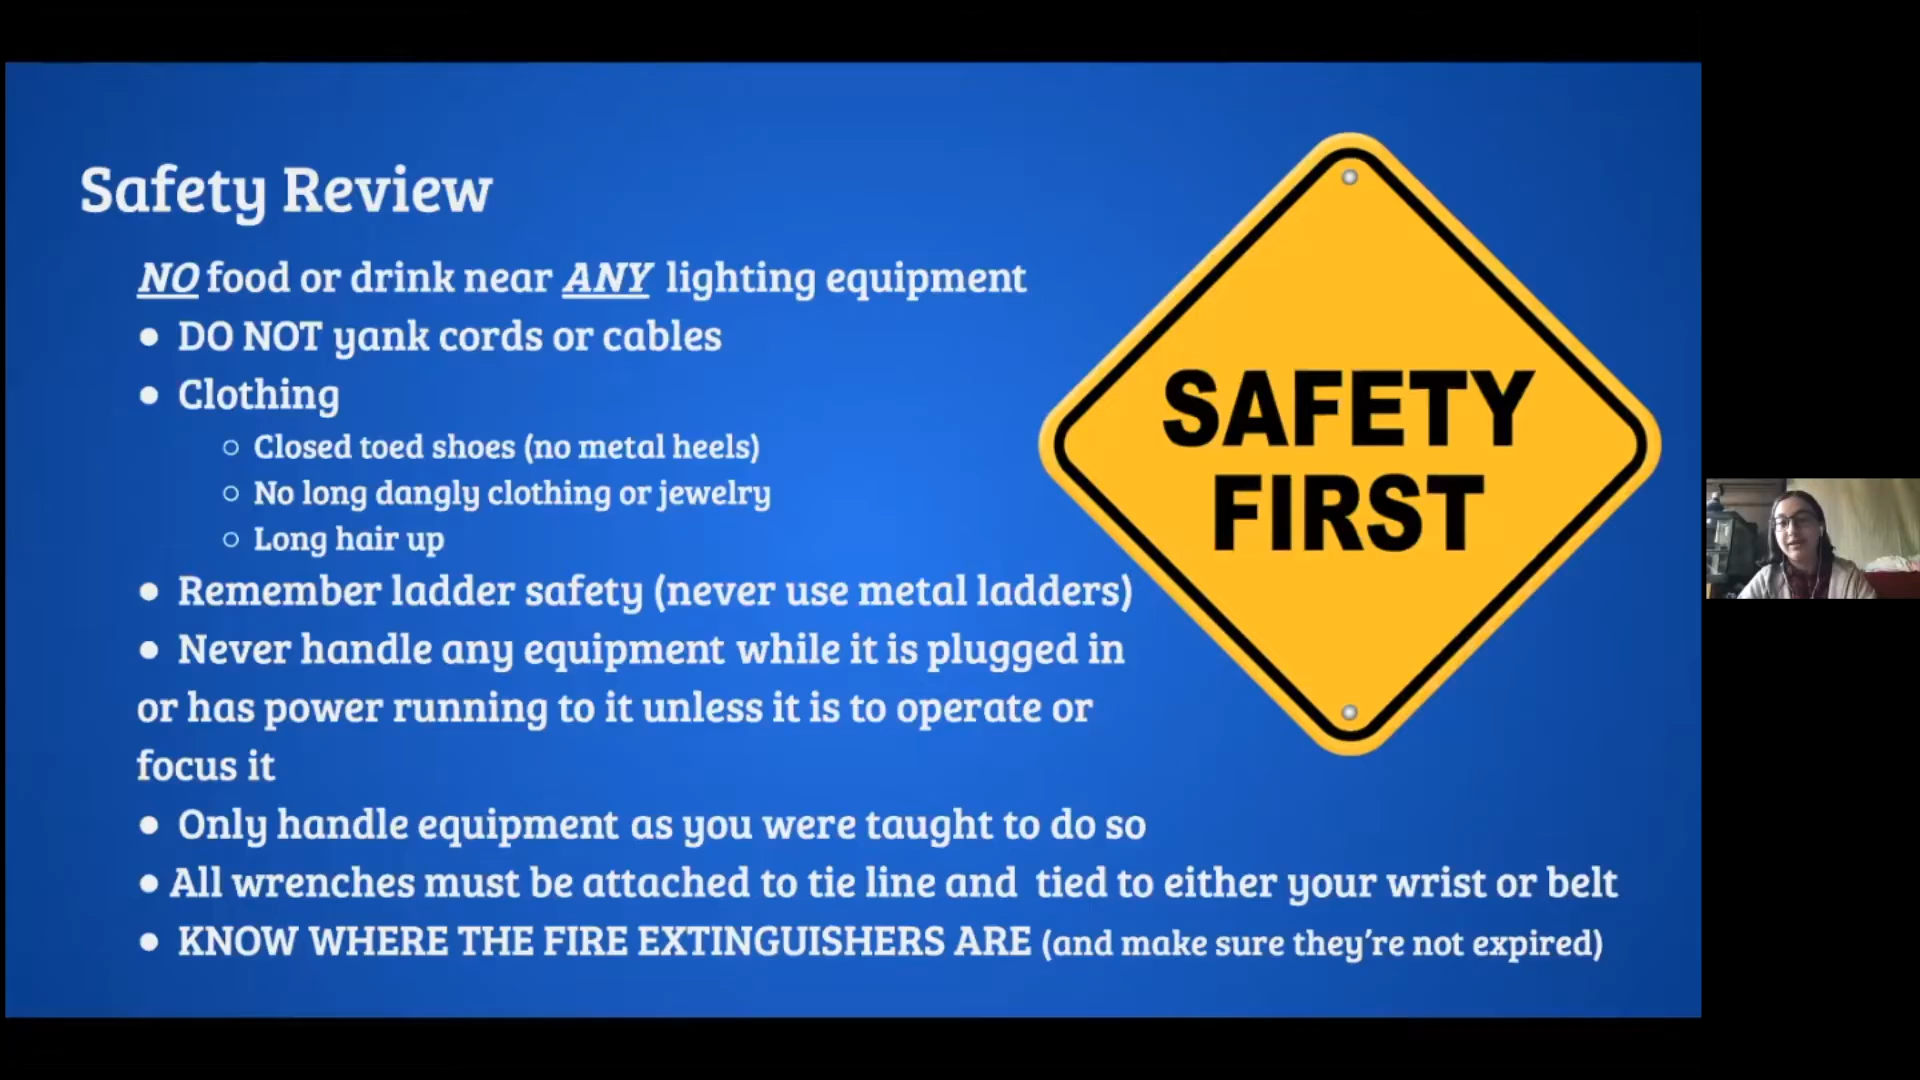 Safety Review
NO food or drink near ANY lighting equipment
● DO NOT yank cords or cables
● Clothing
○ Closed toed shoes (no metal heels)
○ No long dangly clothing or jewelry
○ Long hair up
● Remember ladder safety (never use metal ladders)
● Never handle any equipment while it is plugged in
or has power running to it unless it is to operate or
focus it
● Only handle equipment as you were taught to do so
● All wrenches must be attached to tie line and tied to either your wrist or belt
● KNOW WHERE THE FIRE EXTINGUISHERS ARE (and make sure they're not expired)
SAFETY
FIRST